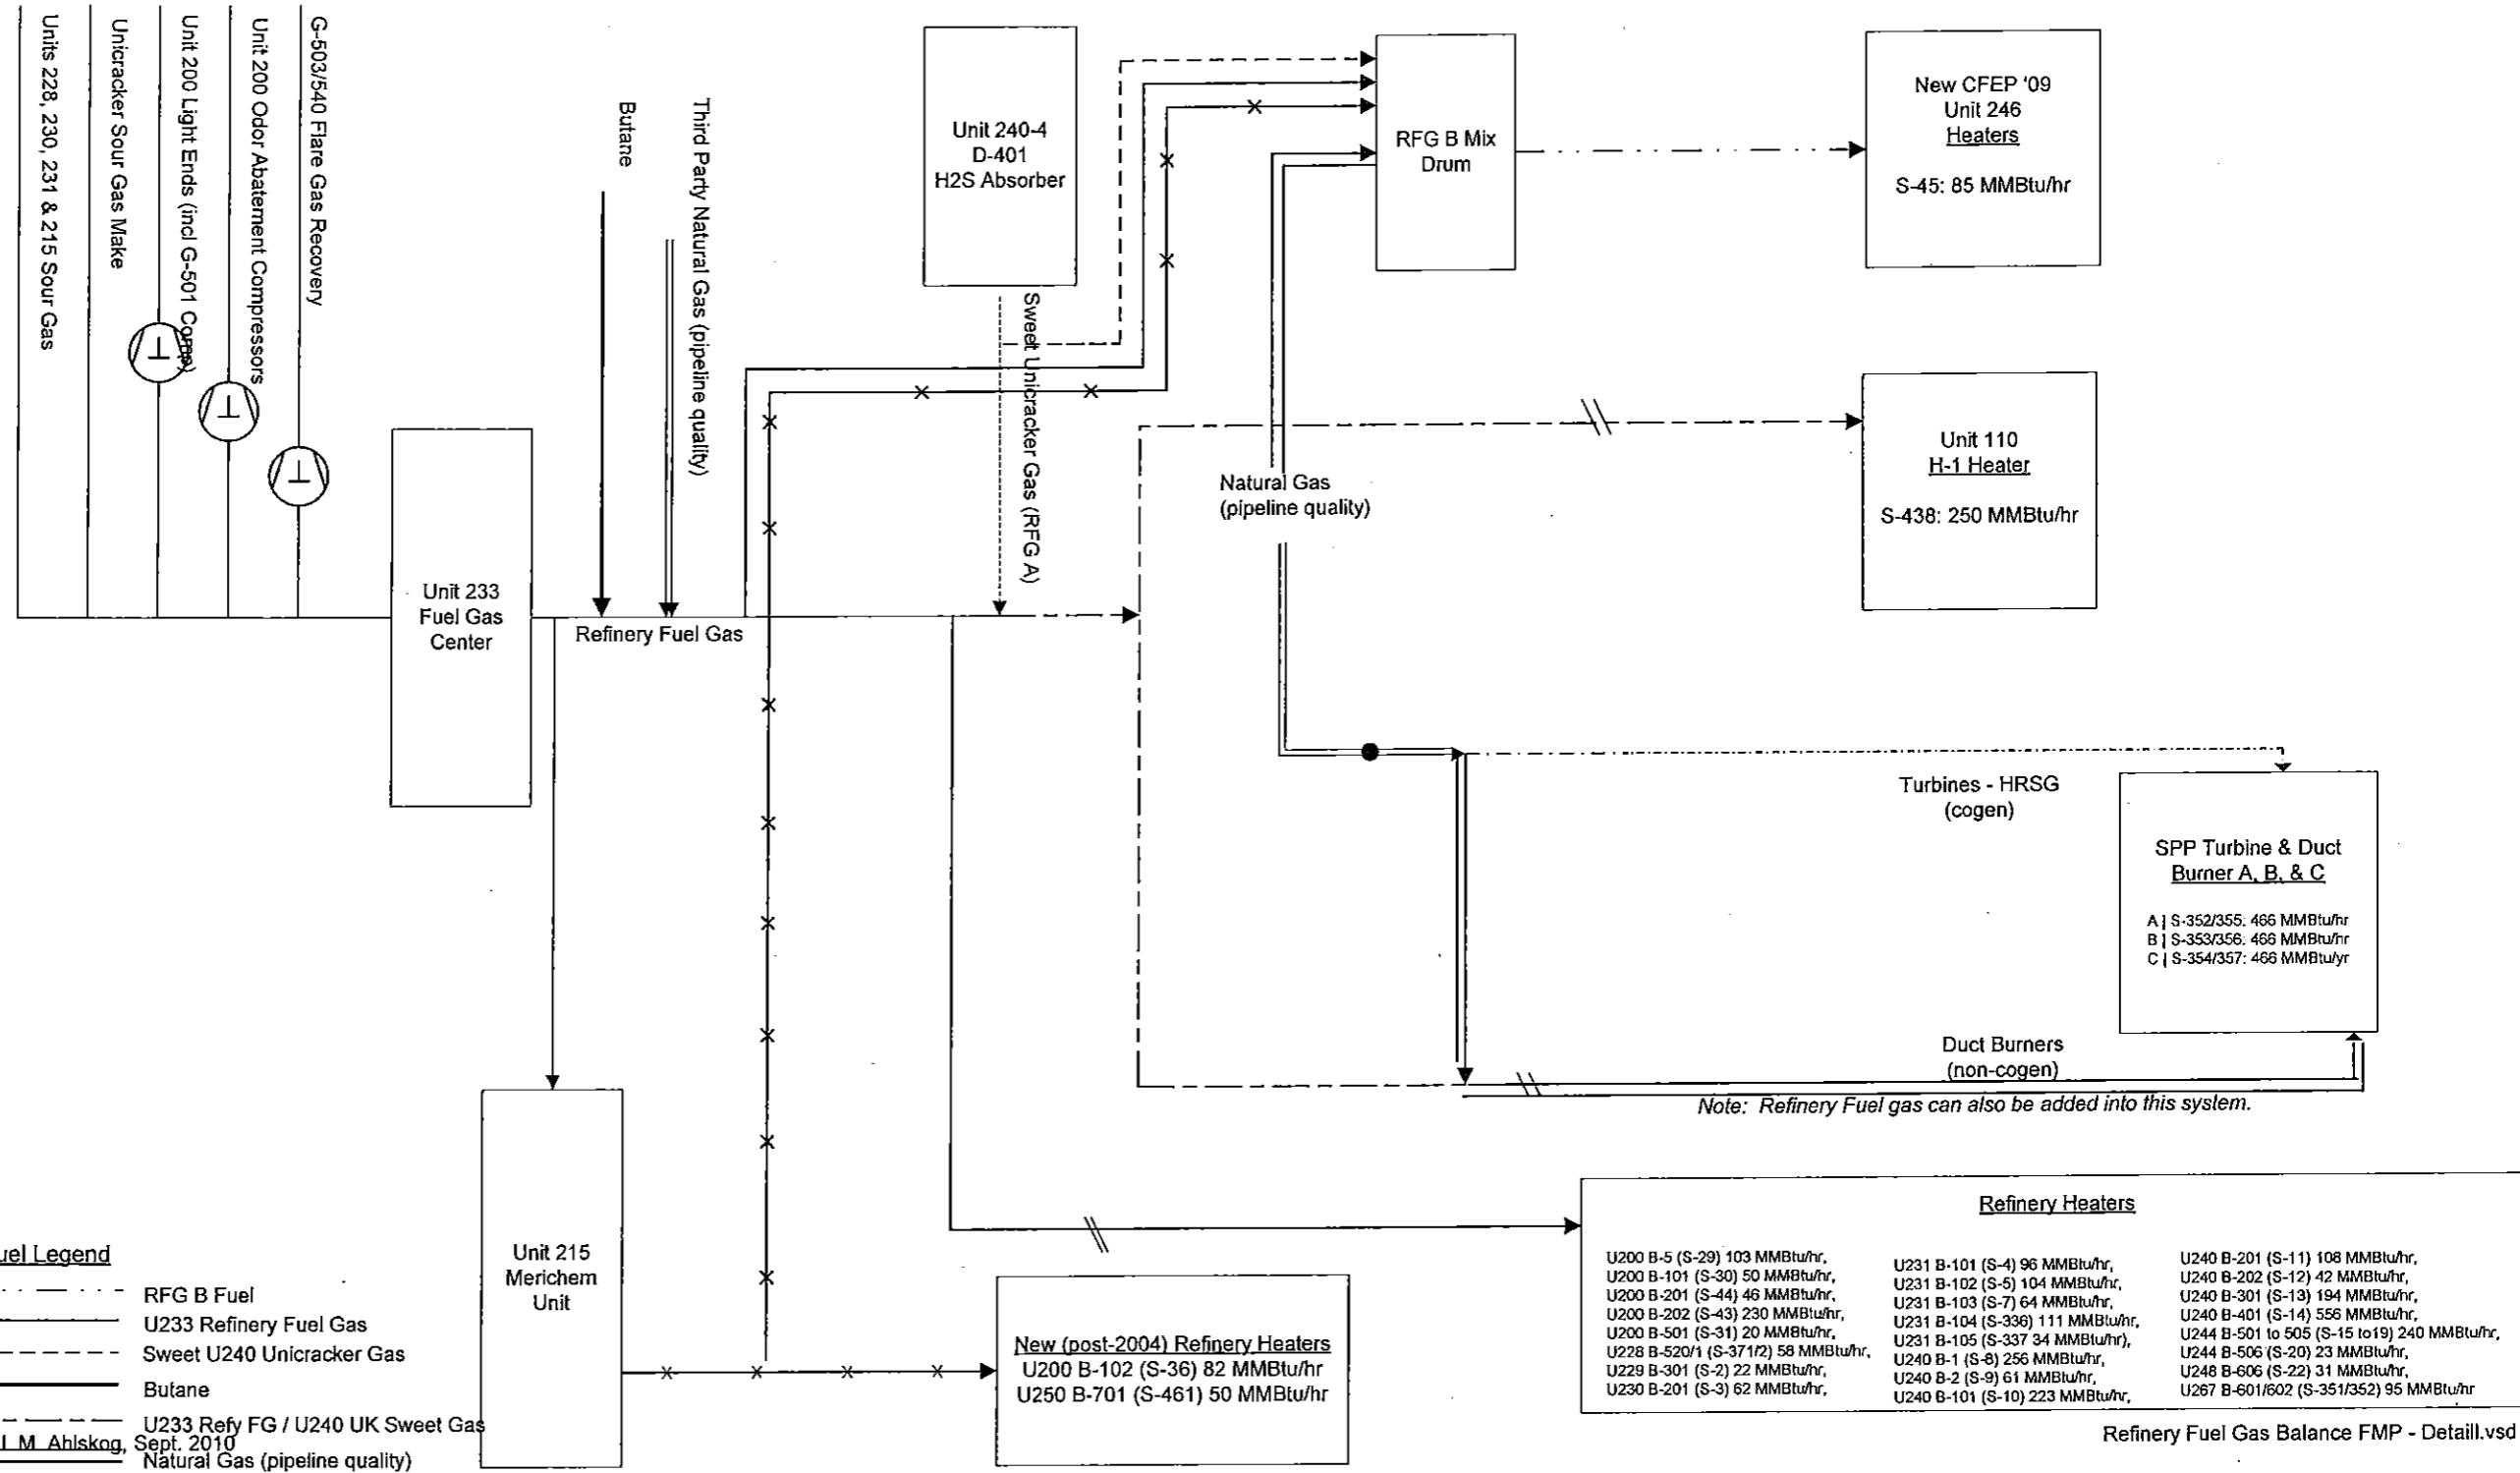 Units 228, 230, 231 & 215 Sour Gas
Unicracker Sour Gas Make
Unit 200 Light Ends (incl G-501 Comp)
Unit 200 Odor Abatement Compressors
G-503/540 Flare Gas Recovery
Butane
Third Party Natural Gas (pipeline quality)
Unit 240-4
D-401
H2S Absorber
Sweet Unicracker Gas (RFG A)
RFG B Mix
Drum
New CFEP '09
Unit 246
Heaters
S-45: 85 MMBtu/hr
Unit 110
H-1 Heater
S-438: 250 MMBtu/hr
Natural Gas
(pipeline quality)
Unit 233
Fuel Gas
Center
Refinery Fuel Gas
Turbines - HRSG
(cogen)
SPP Turbine & Duct
Burner A, B, & C
A | S-352/355: 466 MMBtu/hr
B | S-353/356: 466 MMBtu/hr
C | S-354/357: 466 MMBtu/yr
Duct Burners
(non-cogen)
Note: Refinery Fuel gas can also be added into this system.
Unit 215
Merichem
Unit
New (post-2004) Refinery Heaters
U200 B-102 (S-36) 82 MMBtu/hr
U250 B-701 (S-461) 50 MMBtu/hr
Refinery Heaters
U200 B-5 (S-29) 103 MMBtu/hr,
U200 B-101 (S-30) 50 MMBtu/hr,
U200 B-201 (S-44) 46 MMBtu/hr,
U200 B-202 (S-43) 230 MMBtu/hr,
U200 B-501 (S-31) 20 MMBtu/hr,
U228 B-520/1 (S-371/2) 58 MMBtu/hr,
U229 B-301 (S-2) 22 MMBtu/hr,
U230 B-201 (S-3) 62 MMBtu/hr,
U231 B-101 (S-4) 96 MMBtu/hr,
U231 B-102 (S-5) 104 MMBtu/hr,
U231 B-103 (S-7) 64 MMBtu/hr,
U231 B-104 (S-336) 111 MMBtu/hr,
U231 B-105 (S-337 34 MMBtu/hr),
U240 B-1 (S-8) 256 MMBtu/hr,
U240 B-2 (S-9) 61 MMBtu/hr,
U240 B-101 (S-10) 223 MMBtu/hr,
U240 B-201 (S-11) 108 MMBtu/hr,
U240 B-202 (S-12) 42 MMBtu/hr,
U240 B-301 (S-13) 194 MMBtu/hr,
U240 B-401 (S-14) 556 MMBtu/hr,
U244 B-501 to 505 (S-15 to19) 240 MMBtu/hr,
U244 B-506 (S-20) 23 MMBtu/hr,
U248 B-606 (S-22) 31 MMBtu/hr,
U267 B-601/602 (S-351/352) 95 MMBtu/hr
uel Legend
RFG B Fuel
U233 Refinery Fuel Gas
Sweet U240 Unicracker Gas
Butane
U233 Refy FG / U240 UK Sweet Gas
M. Ahlskog, Sept. 2010
Natural Gas (pipeline quality)
Refinery Fuel Gas Balance FMP - Detaill.vsd